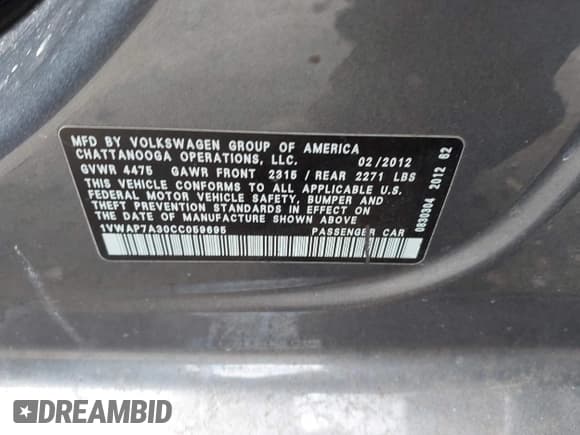 MFD BY VOLKSWAGEN GROUP OF AMERICA
CHATTANOOGA OPERATIONS, LLC. 02/2012
GVWR 4475 GAWR FRONT 2315/ REAR 2271 LBS
THIS VEHICLE CONFORMS TO ALL APPLICABLE U.S.
FEDERAL MOTOR VEHICLE SAFETY, BUMPER AND
THEFT PREVENTION STANDARDS IN EFFECT ON
THE DATE OF MANUFACTURE SHOWN ABOVE
1VWAP7A30CC059695 PASSENGER CAR
0830304 2012 62
DREAMBID